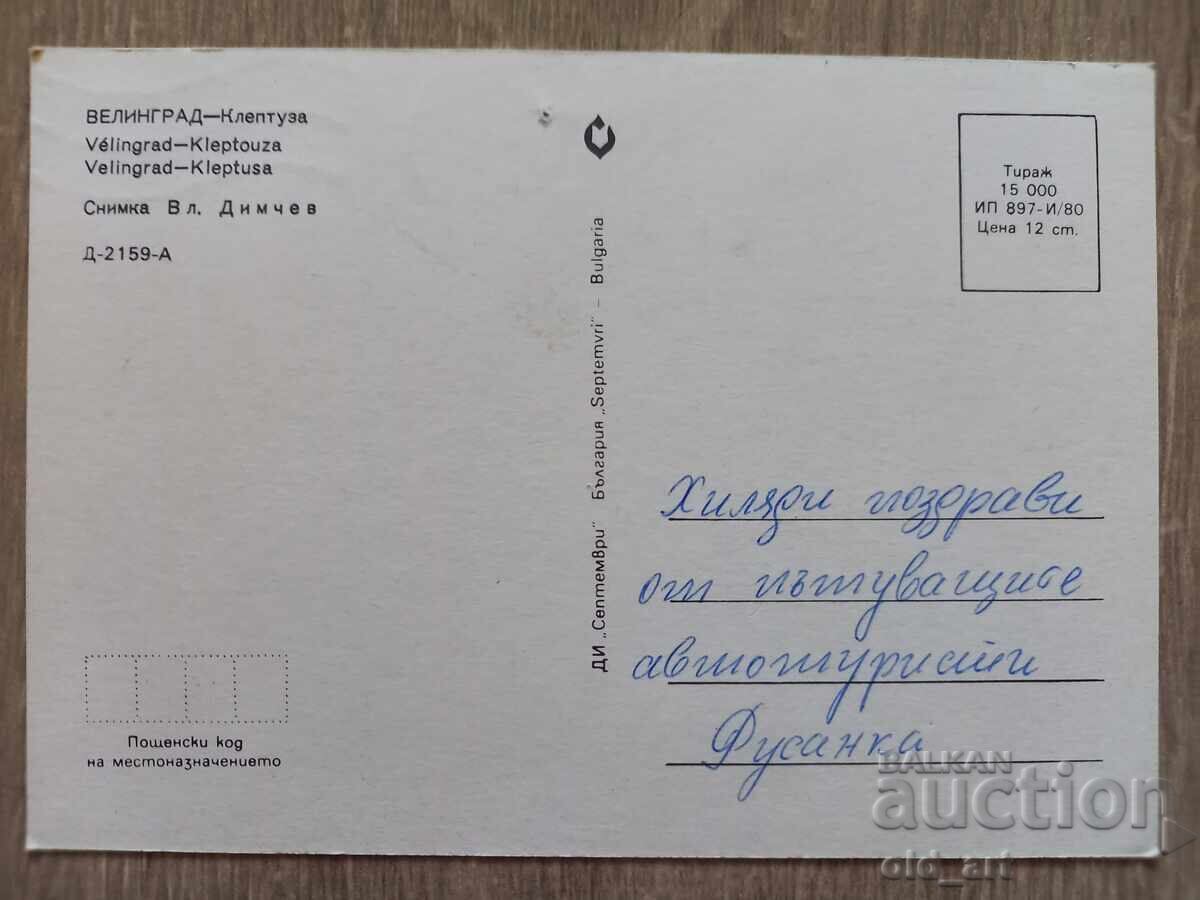 ВЕЛИНГРАД—Клептуза
Vélingrad—Kleptouza
Velingrad—Kleptusa
Снимка Вл. Димчев
Д-2159-А
Пощенски код
на местоназначението
ДИ „Септември" България „Septemvri" – Bulgaria
Тираж
15 000
ИП 897-И/80
Цена 12 ст.
Хиляди поздрави
от пътуващите
автотуристи
Русанка
BALKAN
auction
old_art